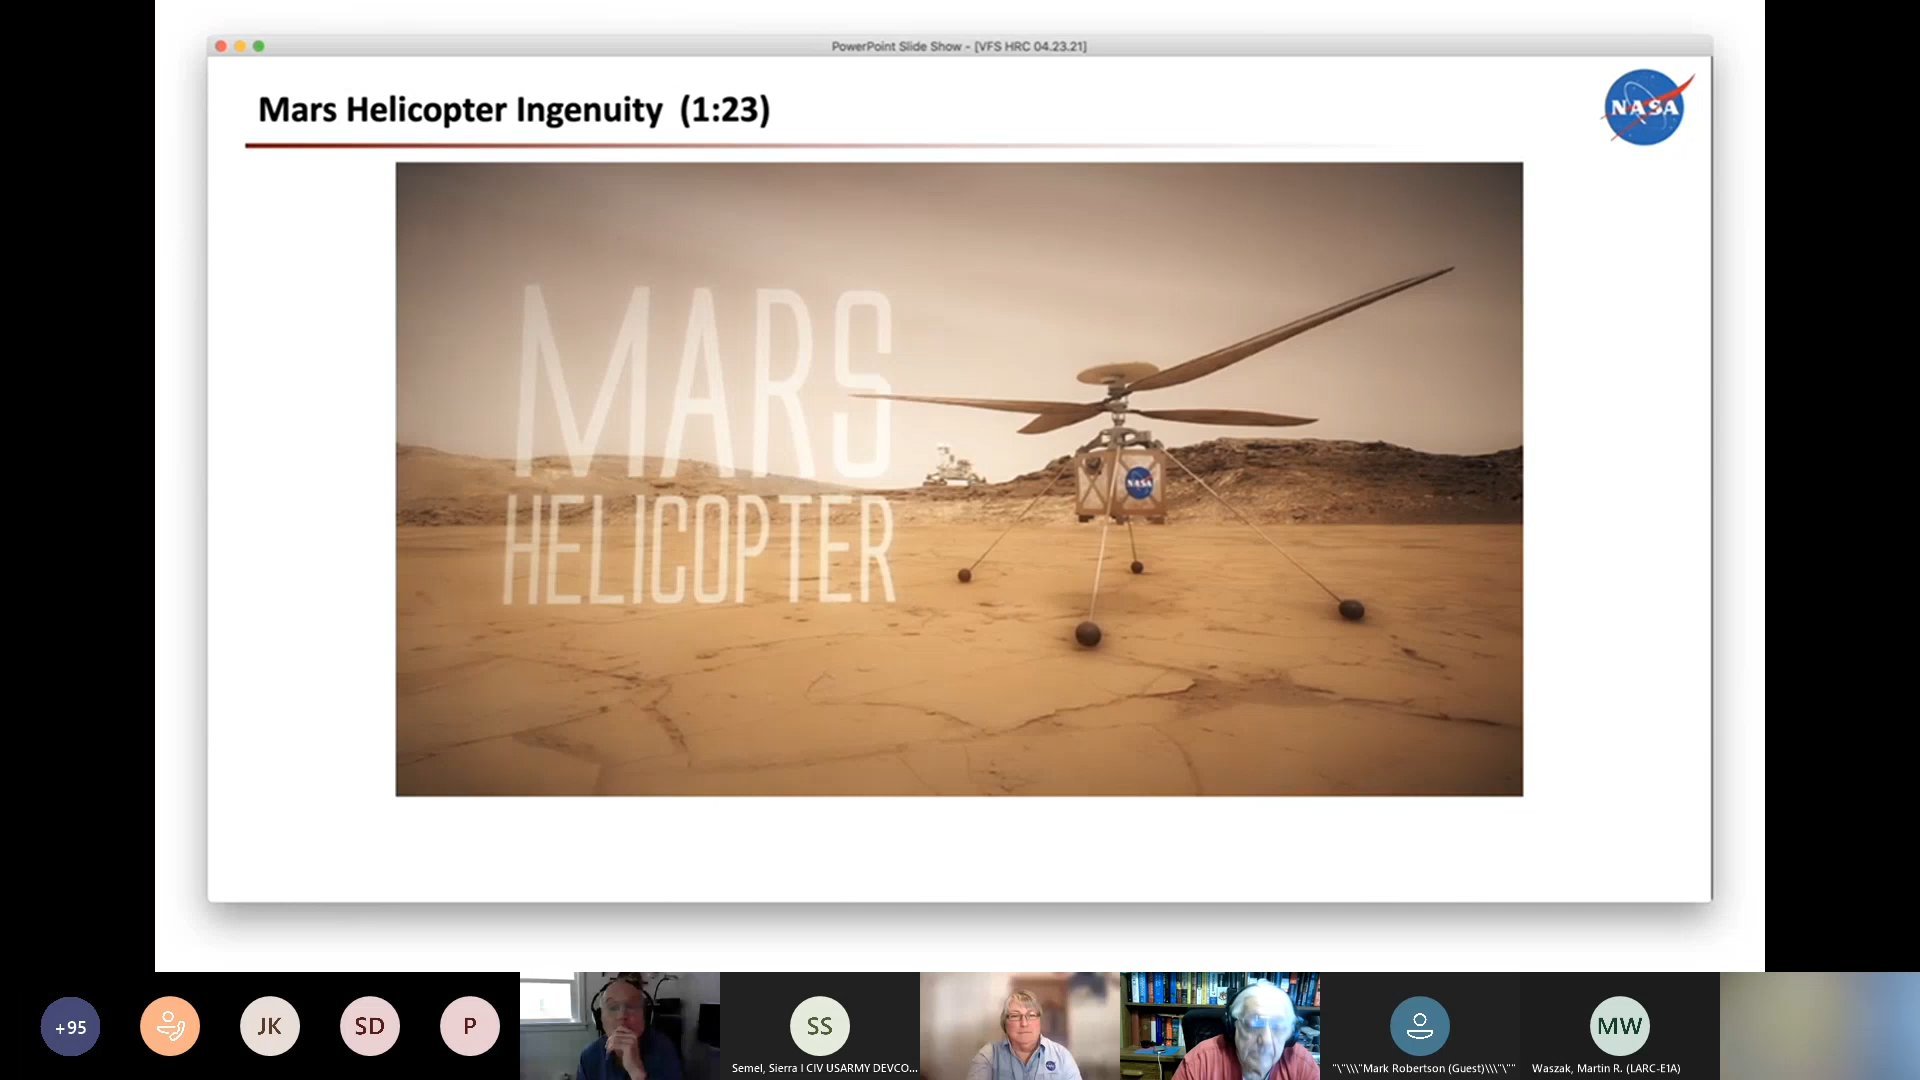 PowerPoint Slide Show - [VFS HRC 04.23.21]
Mars Helicopter Ingenuity (1:23)
NASA
MARS
HELICOPTER
NASA
+95
JK
SD
P
SS
Semel, Sierra I CIV USARMY DEVCO...
"\"\\\"Mark Robertson (Guest)\\\"\""
MW
Waszak, Martin R. (LARC-E1A)